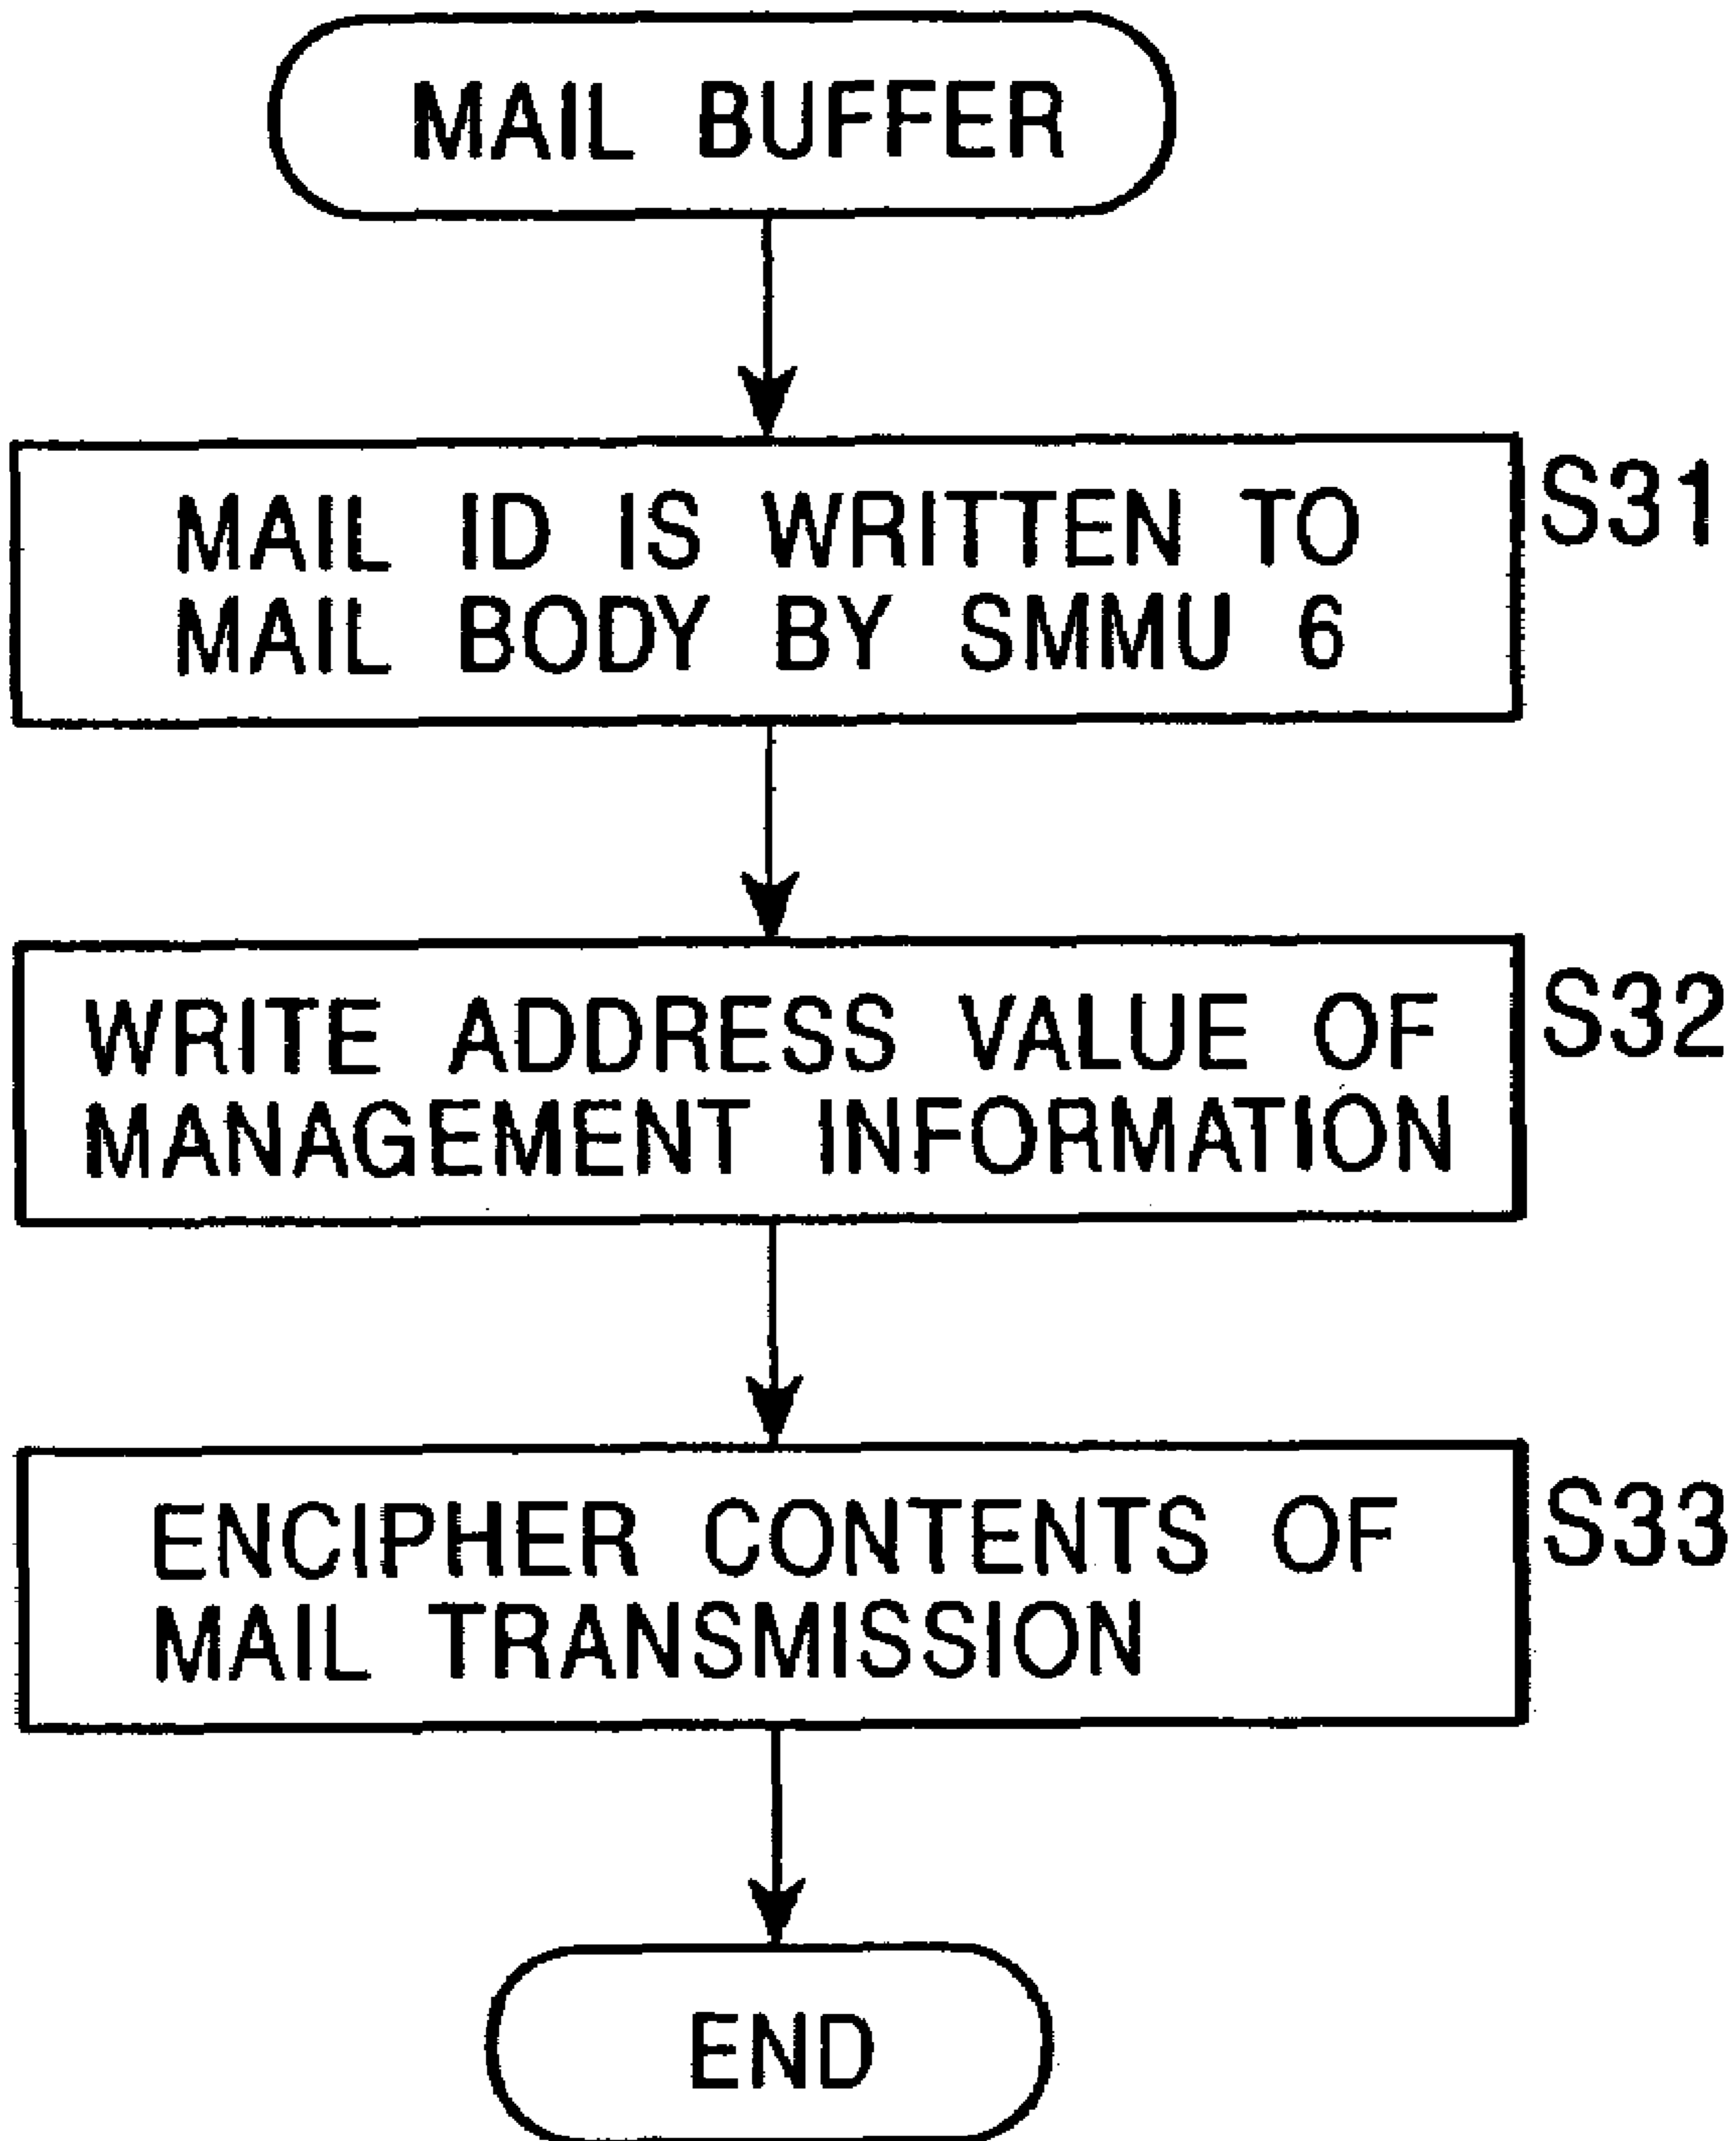 MAIL BUFFER
MAIL ID IS WRITTEN TO
MAIL BODY BY SMMU 6
S31
WRITE ADDRESS VALUE OF
MANAGEMENT INFORMATION
S32
ENCIPHER CONTENTS OF
MAIL TRANSMISSION
S33
END